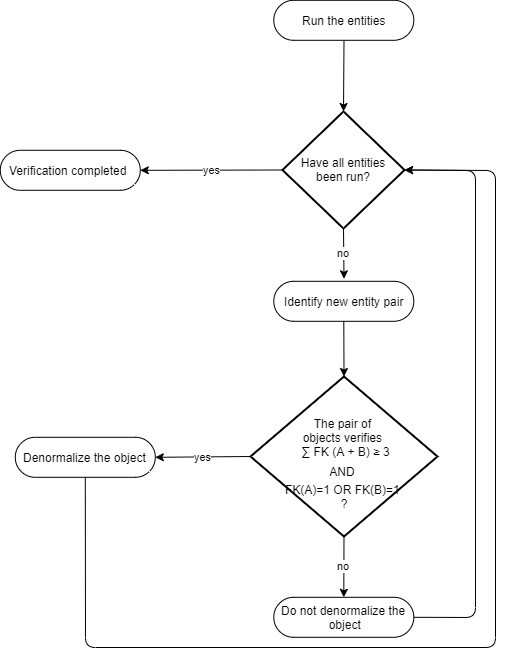 Run the entities
Have all entities
been run?
yes
Verification completed
no
Identify new entity pair
The pair of
objects verifies
∑ FK (A + B) ≥ 3
AND
FK(A)=1 OR FK(B)=1
?
yes
Denormalize the object
no
Do not denormalize the
object